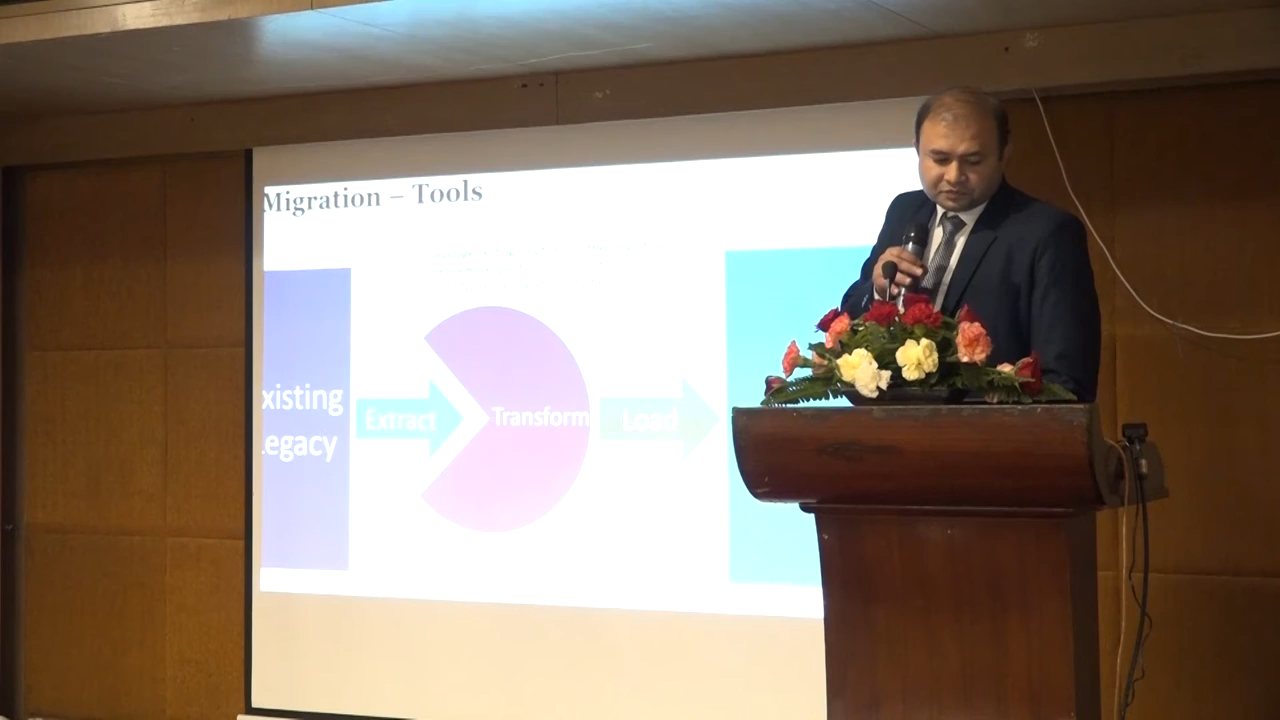 Migration – Tools
xisting
egacy
Extract
Transform
Load